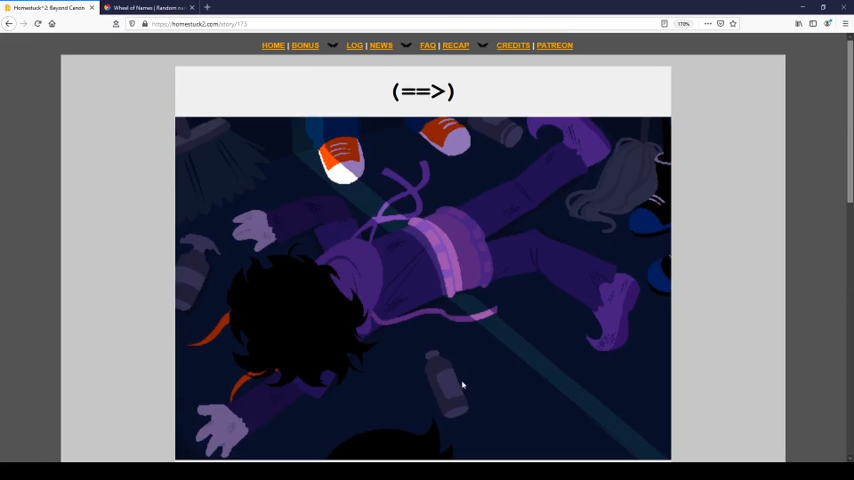 Homestuck^2: Beyond Canon
Wheel of Names | Random na
https://homestuck2.com/story/173
170%
HOME | BONUS LOG | NEWS FAQ | RECAP CREDITS | PATREON
(==>)